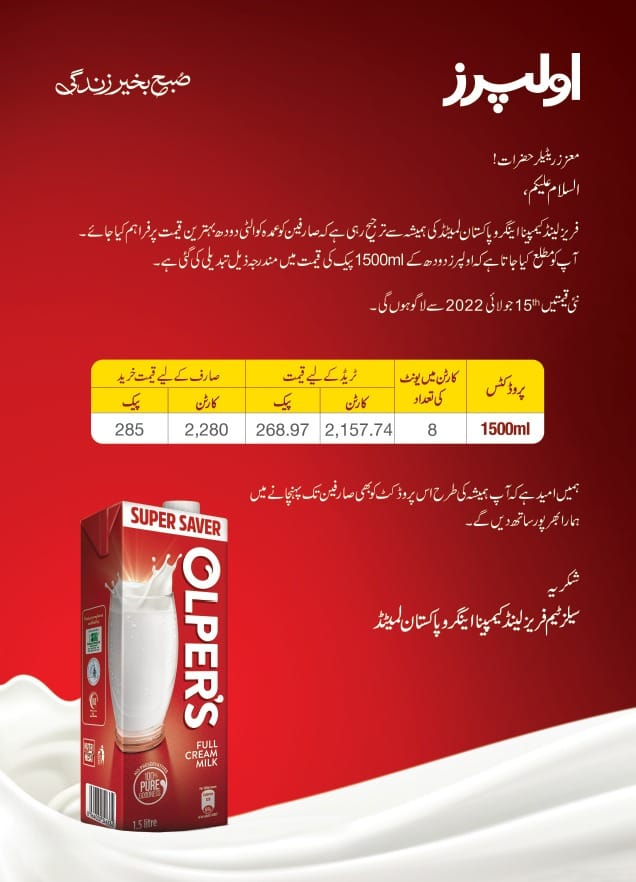 اولپرز
صُبح بخیر زندگی
معزز ریٹیلر حضرات!
السلام علیکم،
فریزلینڈ کیمپینا اینگرو پاکستان لمیٹڈ کی ہمیشہ سے ترجیح رہی ہے کہ صارفین کو عمدہ کوالٹی دودھ بہترین قیمت پر فراہم کیا جائے۔
آپ کو مطلع کیا جاتا ہے کہ اولپرز دودھ کے 1500ml پیک کی قیمت میں مندرجہ ذیل تبدیلی کی گئی ہے۔
نئی قیمتیں 15th جولائی 2022 سے لاگو ہوں گی۔
پروڈکٹس کارٹن میں یونٹ کی تعداد ٹریڈ کے لیے قیمت صارف کے لیے قیمت خرید
کارٹن پیک کارٹن پیک
1500ml 8 2,157.74 268.97 2,280 285
ہمیں امید ہے کہ آپ ہمیشہ کی طرح اس پروڈکٹ کو بھی صارفین تک پہنچانے میں
ہمارا بھرپور ساتھ دیں گے۔
شکریہ
سیلز ٹیم فریزلینڈ کیمپینا اینگرو پاکستان لمیٹڈ
SUPER SAVER
OLPER'S
FULL
CREAM
MILK
NO PRESERVATIVES
100%
PURE
GOODNESS
1.5 litre